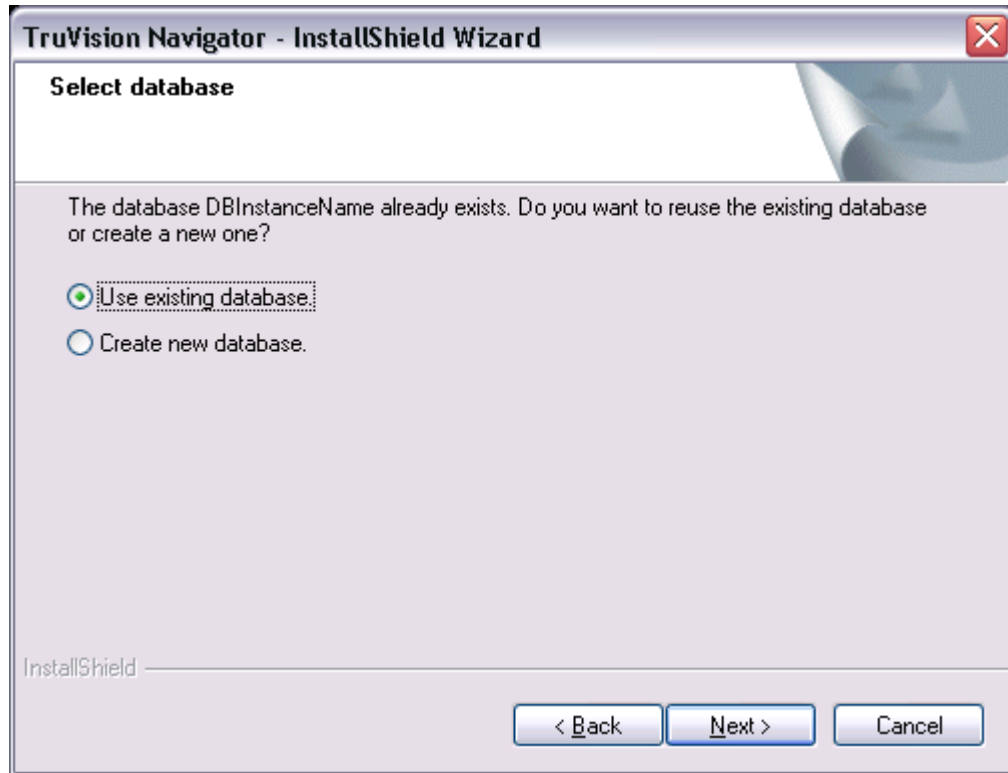 TruVision Navigator - InstallShield Wizard
Select database
The database DBInstanceName already exists. Do you want to reuse the existing database
or create a new one?
Use existing database.
Create new database.
InstallShield
< Back Next > Cancel